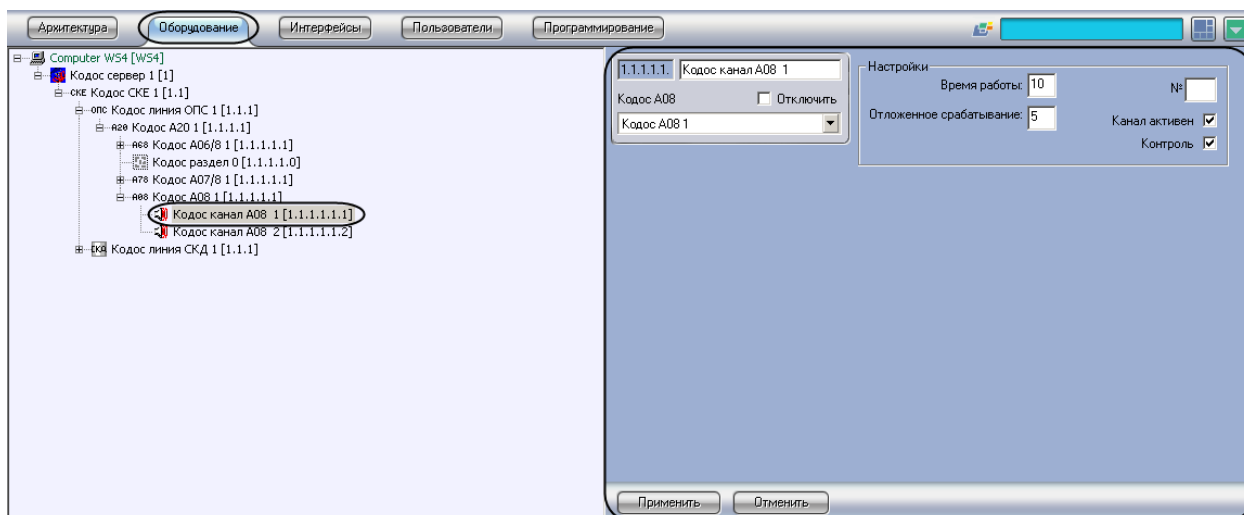 Архитектура Оборудование Интерфейсы Пользователи Программирование
Computer WS4 [WS4]
Кодос сервер 1 [1]
СКЕ Кодос СКЕ 1 [1.1]
ОПС Кодос линия ОПС 1 [1.1.1]
А20 Кодос А20 1 [1.1.1.1]
Кодос А06/8 1 [1.1.1.1.1]
Кодос раздел 0 [1.1.1.1.0]
Кодос А07/8 1 [1.1.1.1.1]
А08 Кодос А08 1 [1.1.1.1.1]
Кодос канал А08 1 [1.1.1.1.1.1]
Кодос канал А08 2 [1.1.1.1.1.2]
СКД Кодос линия СКД 1 [1.1.1]
1.1.1.1.1. Кодос канал А08 1
Кодос А08 Отключить
Кодос А08 1
Настройки
Время работы: 10 №
Отложенное срабатывание: 5 Канал активен
Контроль
Применить Отменить